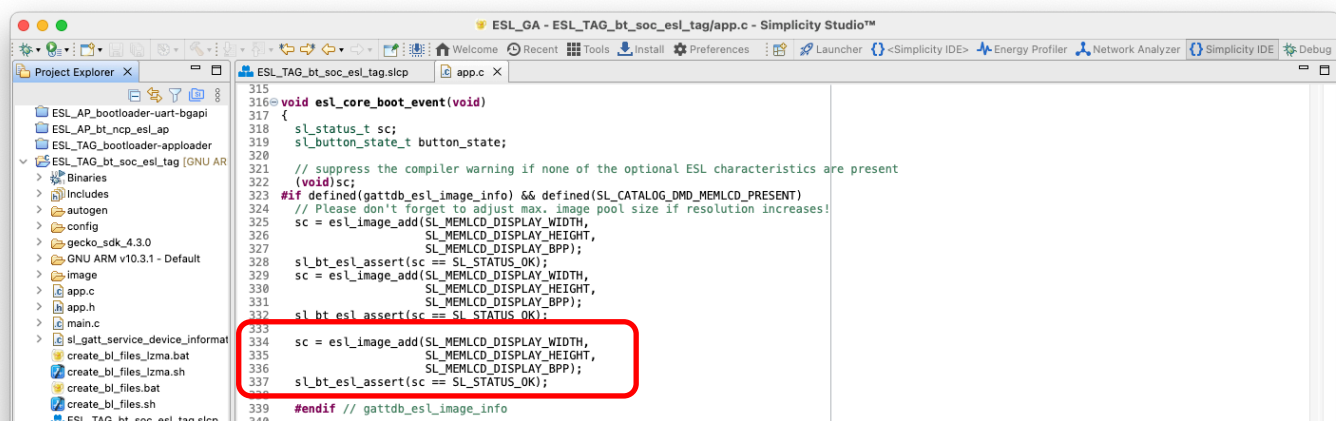 ESL_GA - ESL_TAG_bt_soc_esl_tag/app.c - Simplicity Studio™
Welcome Recent Tools Install Preferences Launcher {} <Simplicity IDE> Energy Profiler Network Analyzer {} Simplicity IDE Debug
Project Explorer
ESL_TAG_bt_soc_esl_tag.slcp app.c
ESL_AP_bootloader-uart-bgapi
ESL_AP_bt_ncp_esl_ap
ESL_TAG_bootloader-apploader
ESL_TAG_bt_soc_esl_tag [GNU AR
Binaries
Includes
autogen
config
gecko_sdk_4.3.0
GNU ARM v10.3.1 - Default
image
app.c
app.h
main.c
sl_gatt_service_device_informat
create_bl_files_lzma.bat
create_bl_files_lzma.sh
create_bl_files.bat
create_bl_files.sh
ESL_TAG_bt_soc_esl_tag.slcp
315
316 void esl_core_boot_event(void)
317 {
318 sl_status_t sc;
319 sl_button_state_t button_state;
320
321 // suppress the compiler warning if none of the optional ESL characteristics are present
322 (void)sc;
323 #if defined(gattdb_esl_image_info) && defined(SL_CATALOG_DMD_MEMLCD_PRESENT)
324 // Please don't forget to adjust max. image pool size if resolution increases!
325 sc = esl_image_add(SL_MEMLCD_DISPLAY_WIDTH,
326 SL_MEMLCD_DISPLAY_HEIGHT,
327 SL_MEMLCD_DISPLAY_BPP);
328 sl_bt_esl_assert(sc == SL_STATUS_OK);
329 sc = esl_image_add(SL_MEMLCD_DISPLAY_WIDTH,
330 SL_MEMLCD_DISPLAY_HEIGHT,
331 SL_MEMLCD_DISPLAY_BPP);
332 sl_bt_esl_assert(sc == SL_STATUS_OK);
333
334 sc = esl_image_add(SL_MEMLCD_DISPLAY_WIDTH,
335 SL_MEMLCD_DISPLAY_HEIGHT,
336 SL_MEMLCD_DISPLAY_BPP);
337 sl_bt_esl_assert(sc == SL_STATUS_OK);
338
339 #endif // gattdb_esl_image_info
340